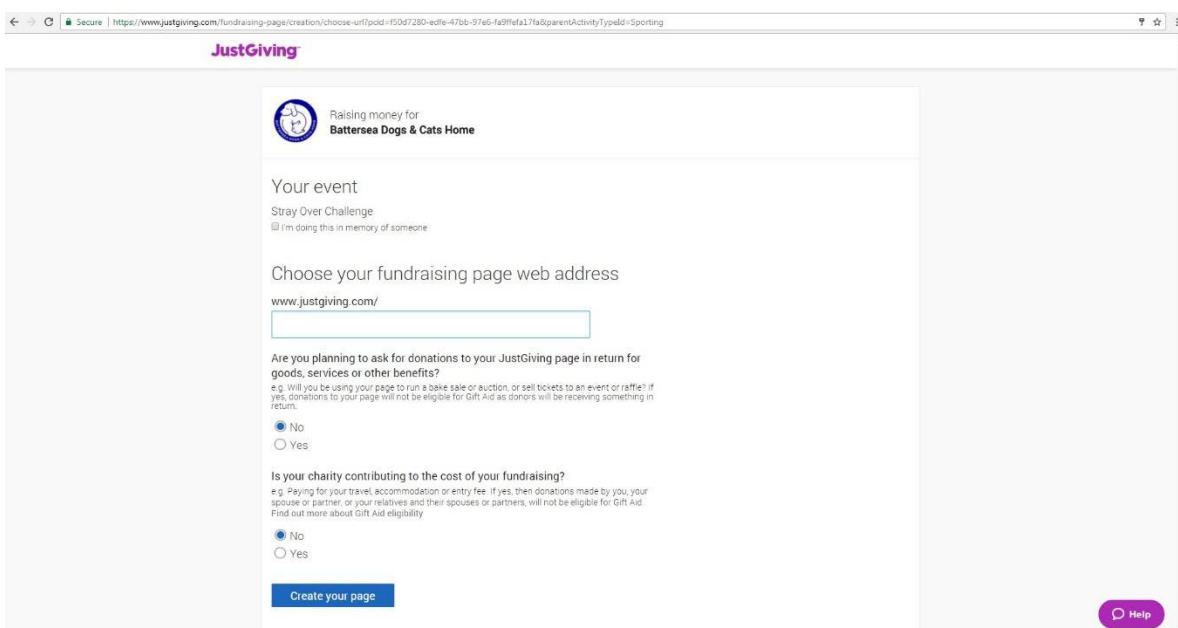 Secure | https://www.justgiving.com/fundraising-page/creation/choose-url?pcid=f50d7280-edfe-47bb-97e6-fa9ffefa17fa&parentActivityTypeId=Sporting
JustGiving
Raising money for
Battersea Dogs & Cats Home
Your event
Stray Over Challenge
I'm doing this in memory of someone
Choose your fundraising page web address
www.justgiving.com/
Are you planning to ask for donations to your JustGiving page in return for
goods, services or other benefits?
e.g. Will you be using your page to run a bake sale or auction, or sell tickets to an event or raffle? If
yes, donations to your page will not be eligible for Gift Aid as donors will be receiving something in
return.
No
Yes
Is your charity contributing to the cost of your fundraising?
e.g. Paying for your travel, accommodation or entry fee. If yes, then donations made by you, your
spouse or partner, or your relatives and their spouses or partners, will not be eligible for Gift Aid.
Find out more about Gift Aid eligibility
No
Yes
Create your page
Help